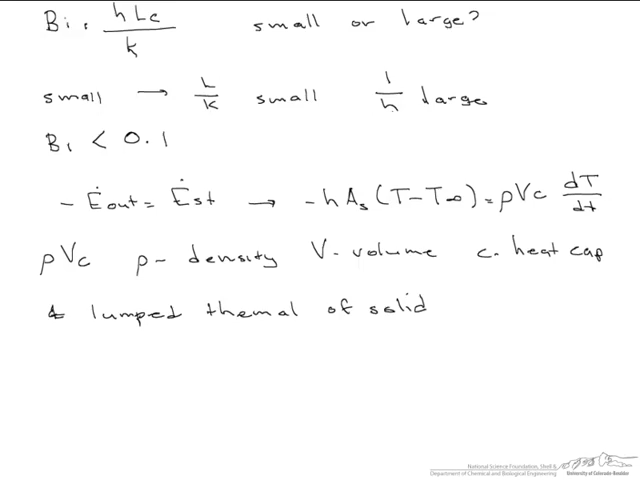 Bi = hLc/k small or large?
small → L/k small 1/h large
Bi < 0.1
- Ėout = Ėst → -hAs(T-T∞) = ρVc dT/dt
ρVc ρ - density V - volume c - heat cap
& lumped themal of solid
National Science Foundation, Shell &
Department of Chemical and Biological Engineering University of Colorado Boulder